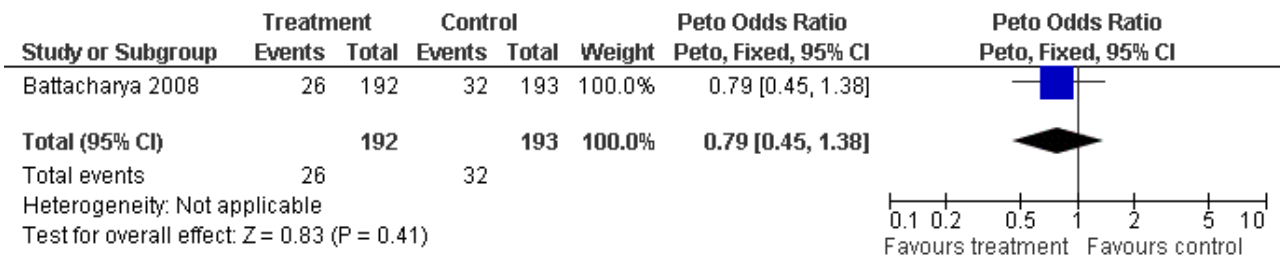 Treatment Control Peto Odds Ratio Peto Odds Ratio
Study or Subgroup Events Total Events Total Weight Peto, Fixed, 95% CI Peto, Fixed, 95% CI
Battacharya 2008 26 192 32 193 100.0% 0.79 [0.45, 1.38]
Total (95% CI) 192 193 100.0% 0.79 [0.45, 1.38]
Total events 26 32
Heterogeneity: Not applicable
Test for overall effect: Z = 0.83 (P = 0.41)
0.1 0.2 0.5 1 2 5 10
Favours treatment Favours control